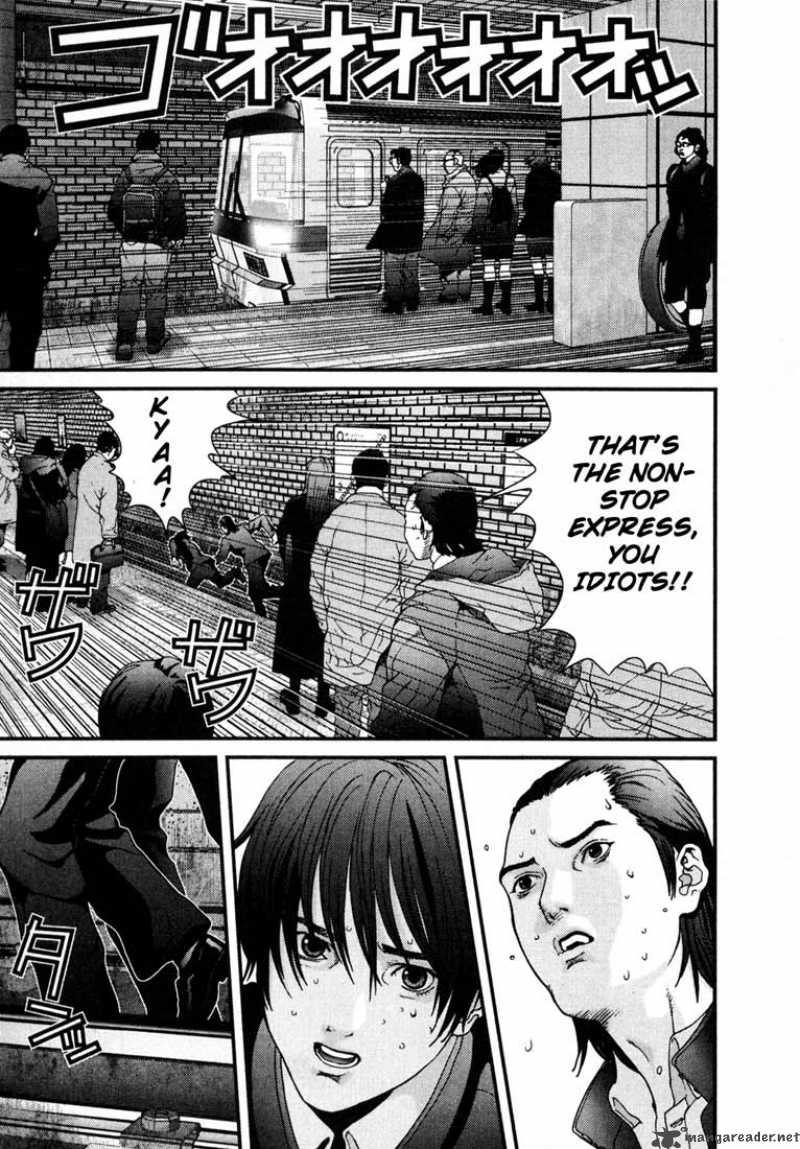 ゴオオオオオオッ
THAT'S
THE NON-
STOP
EXPRESS,
YOU
IDIOTS!!
KYAA!
ザワ
ザワ
タッ
mangareader.net